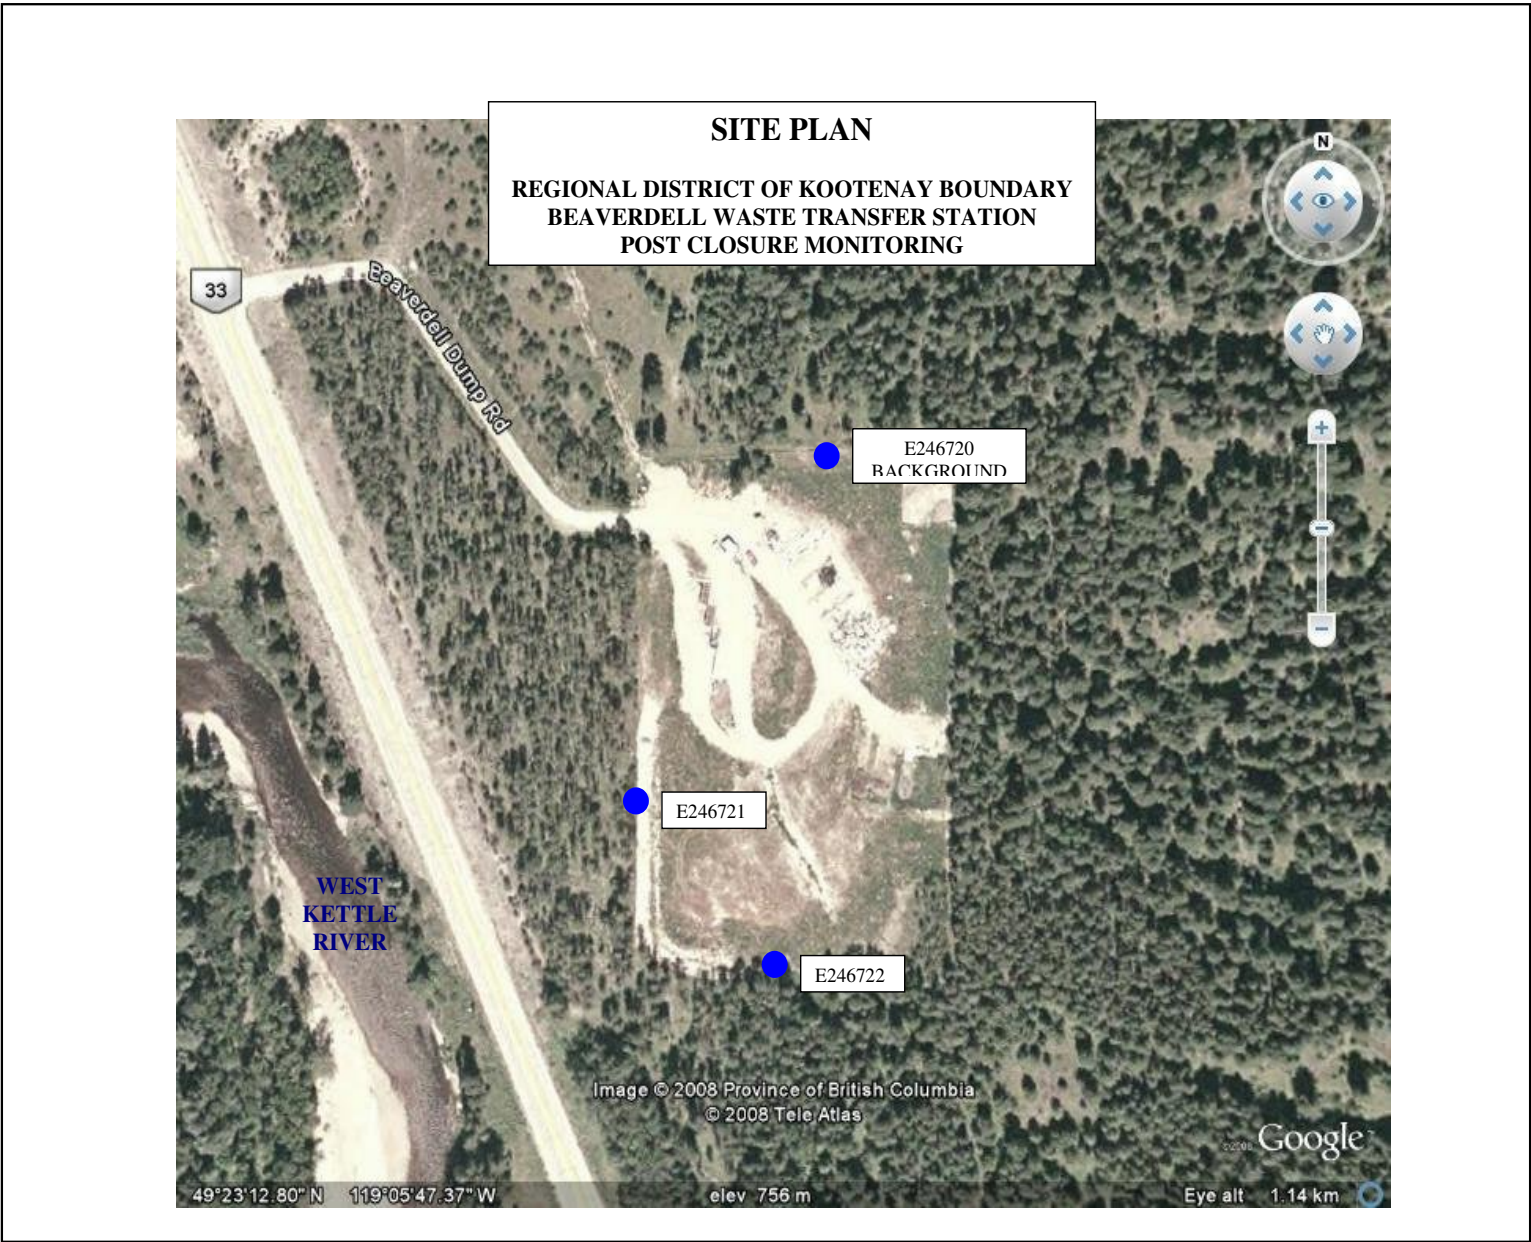 SITE PLAN
REGIONAL DISTRICT OF KOOTENAY BOUNDARY
BEAVERDELL WASTE TRANSFER STATION
POST CLOSURE MONITORING
N
33
Beaverdell Dump Rd
E246720
BACKGROUND
E246721
WEST
KETTLE
RIVER
E246722
Image © 2008 Province of British Columbia
© 2008 Tele Atlas
©2008 Google™
49°23'12.80" N 119°05'47.37" W elev 756 m Eye alt 1.14 km